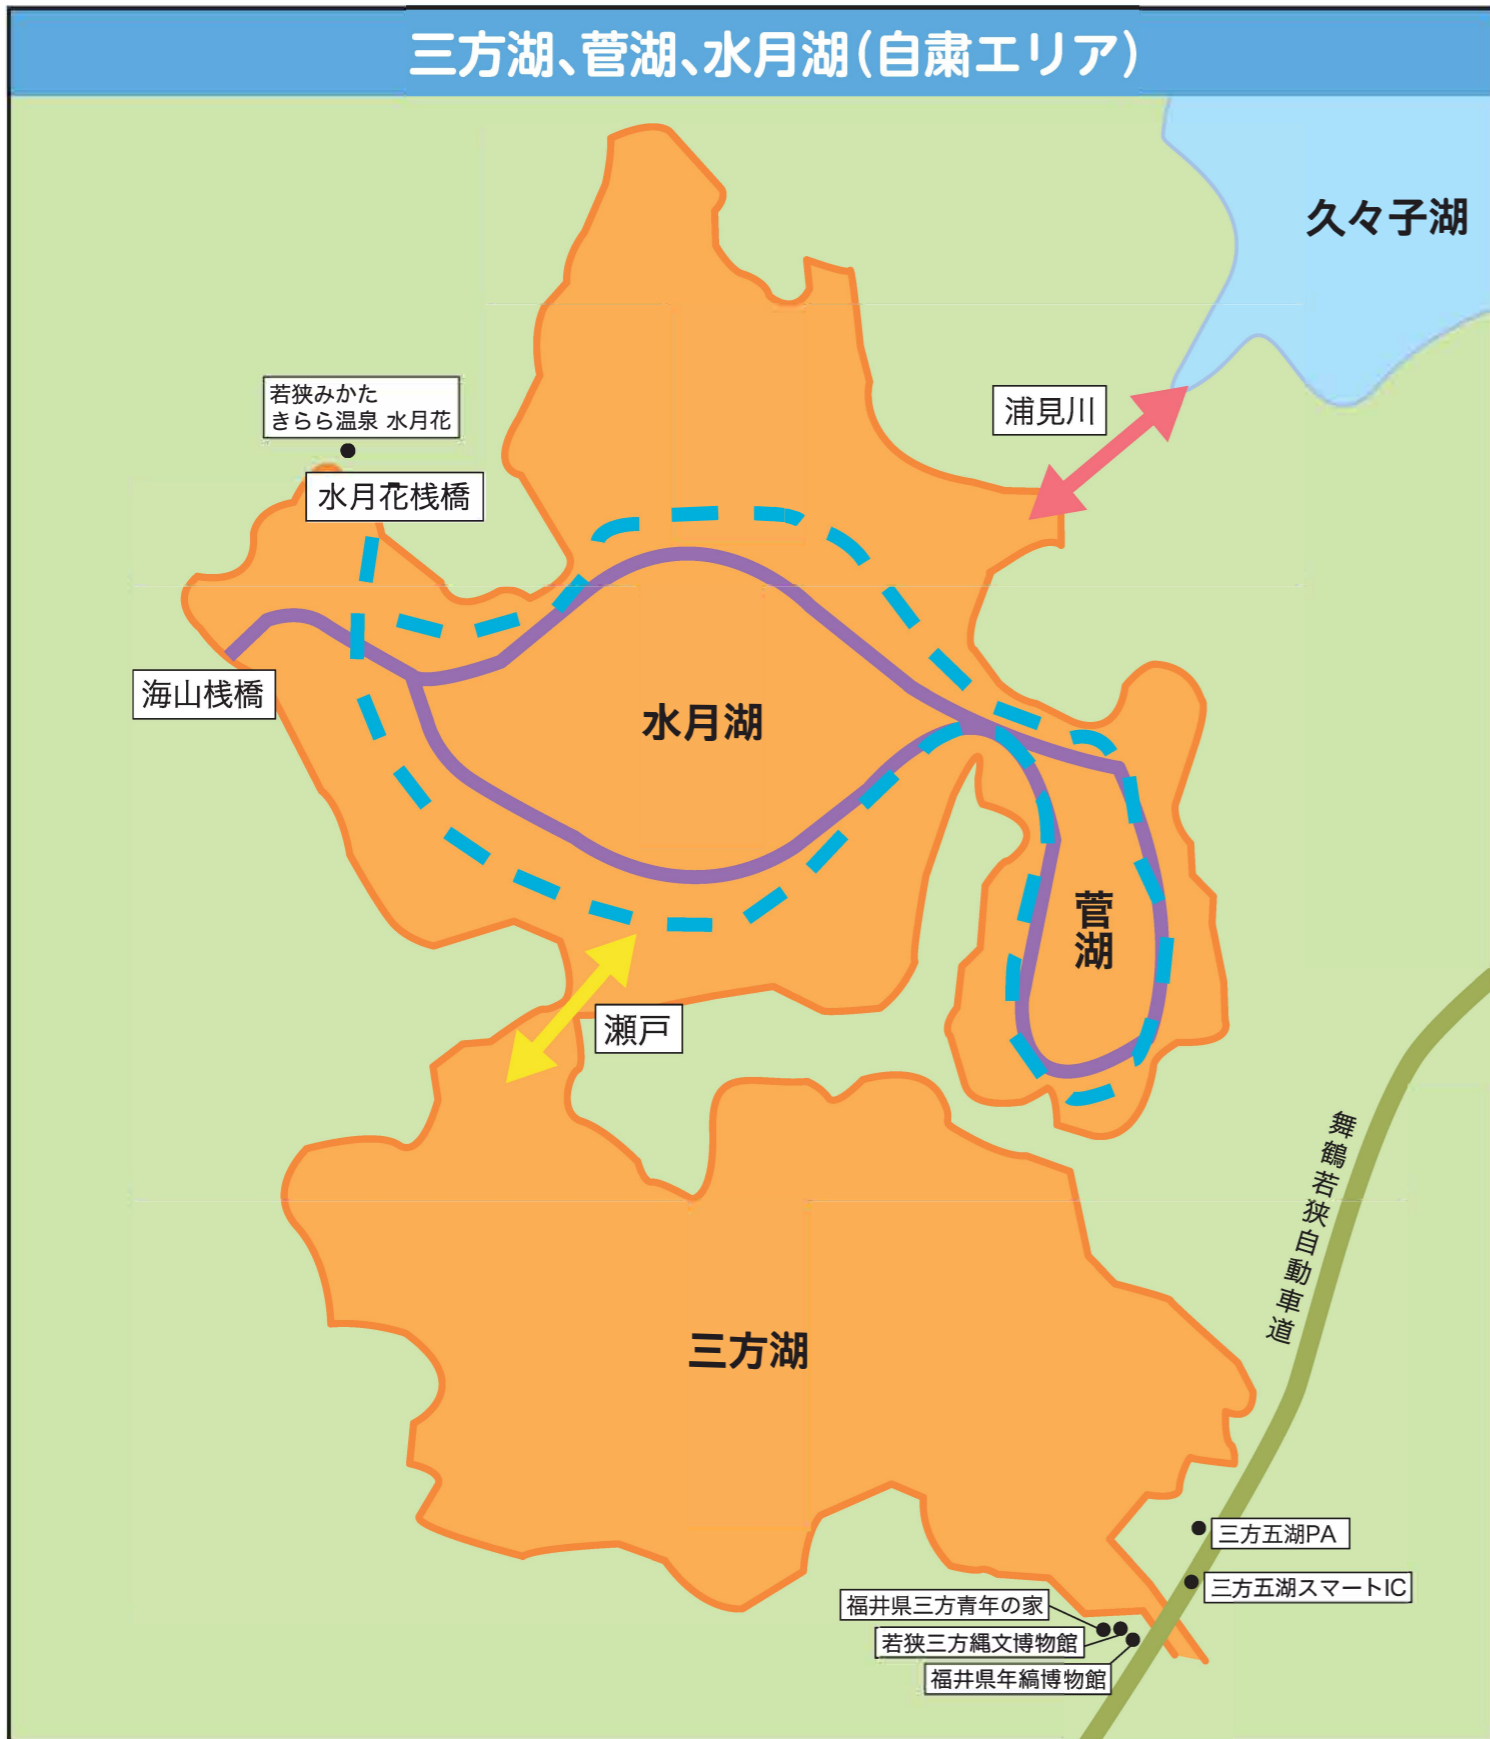 三方湖、菅湖、水月湖（自粛エリア）
久々子湖
若狭みかた
きらら温泉 水月花
浦見川
水月花桟橋
海山桟橋
水月湖
菅湖
瀬戸
舞鶴若狭自動車道
三方湖
三方五湖PA
三方五湖スマートIC
福井県三方青年の家
若狭三方縄文博物館
福井県年縞博物館